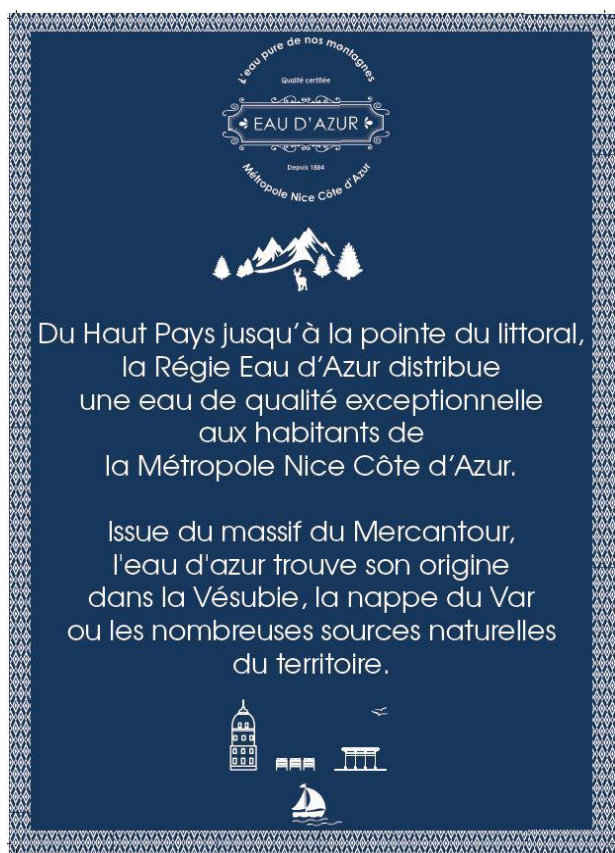 L'eau pure de nos montagnes
Qualité certifiée
EAU D'AZUR
Depuis 1884
Métropole Nice Côte d'Azur
Du Haut Pays jusqu'à la pointe du littoral,
la Régie Eau d'Azur distribue
une eau de qualité exceptionnelle
aux habitants de
la Métropole Nice Côte d'Azur.
Issue du massif du Mercantour,
l'eau d'azur trouve son origine
dans la Vésubie, la nappe du Var
ou les nombreuses sources naturelles
du territoire.